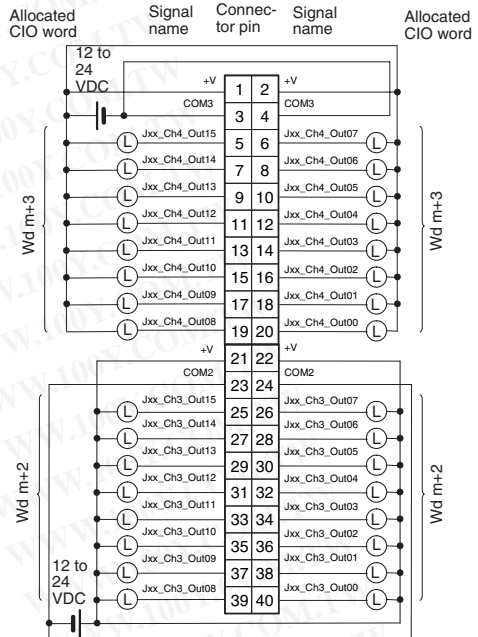 Allocated CIO word
Signal name
Connec- tor pin
Signal name
Allocated CIO word
12 to 24 VDC
+V 1 2 +V
COM3 3 4 COM3
Jxx_Ch4_Out15 5 6 Jxx_Ch4_Out07
Jxx_Ch4_Out14 7 8 Jxx_Ch4_Out06
Jxx_Ch4_Out13 9 10 Jxx_Ch4_Out05
Jxx_Ch4_Out12 11 12 Jxx_Ch4_Out04
Jxx_Ch4_Out11 13 14 Jxx_Ch4_Out03
Jxx_Ch4_Out10 15 16 Jxx_Ch4_Out02
Jxx_Ch4_Out09 17 18 Jxx_Ch4_Out01
Jxx_Ch4_Out08 19 20 Jxx_Ch4_Out00
L L
L L
L L
L L
L L
L L
L L
L L
Wd m+3
Wd m+3
+V 21 22 +V
COM2 23 24 COM2
Jxx_Ch3_Out15 25 26 Jxx_Ch3_Out07
Jxx_Ch3_Out14 27 28 Jxx_Ch3_Out06
Jxx_Ch3_Out13 29 30 Jxx_Ch3_Out05
Jxx_Ch3_Out12 31 32 Jxx_Ch3_Out04
Jxx_Ch3_Out11 33 34 Jxx_Ch3_Out03
Jxx_Ch3_Out10 35 36 Jxx_Ch3_Out02
Jxx_Ch3_Out09 37 38 Jxx_Ch3_Out01
Jxx_Ch3_Out08 39 40 Jxx_Ch3_Out00
L L
L L
L L
L L
L L
L L
L L
L L
Wd m+2
Wd m+2
12 to 24 VDC
WWW.100Y.COM.TW